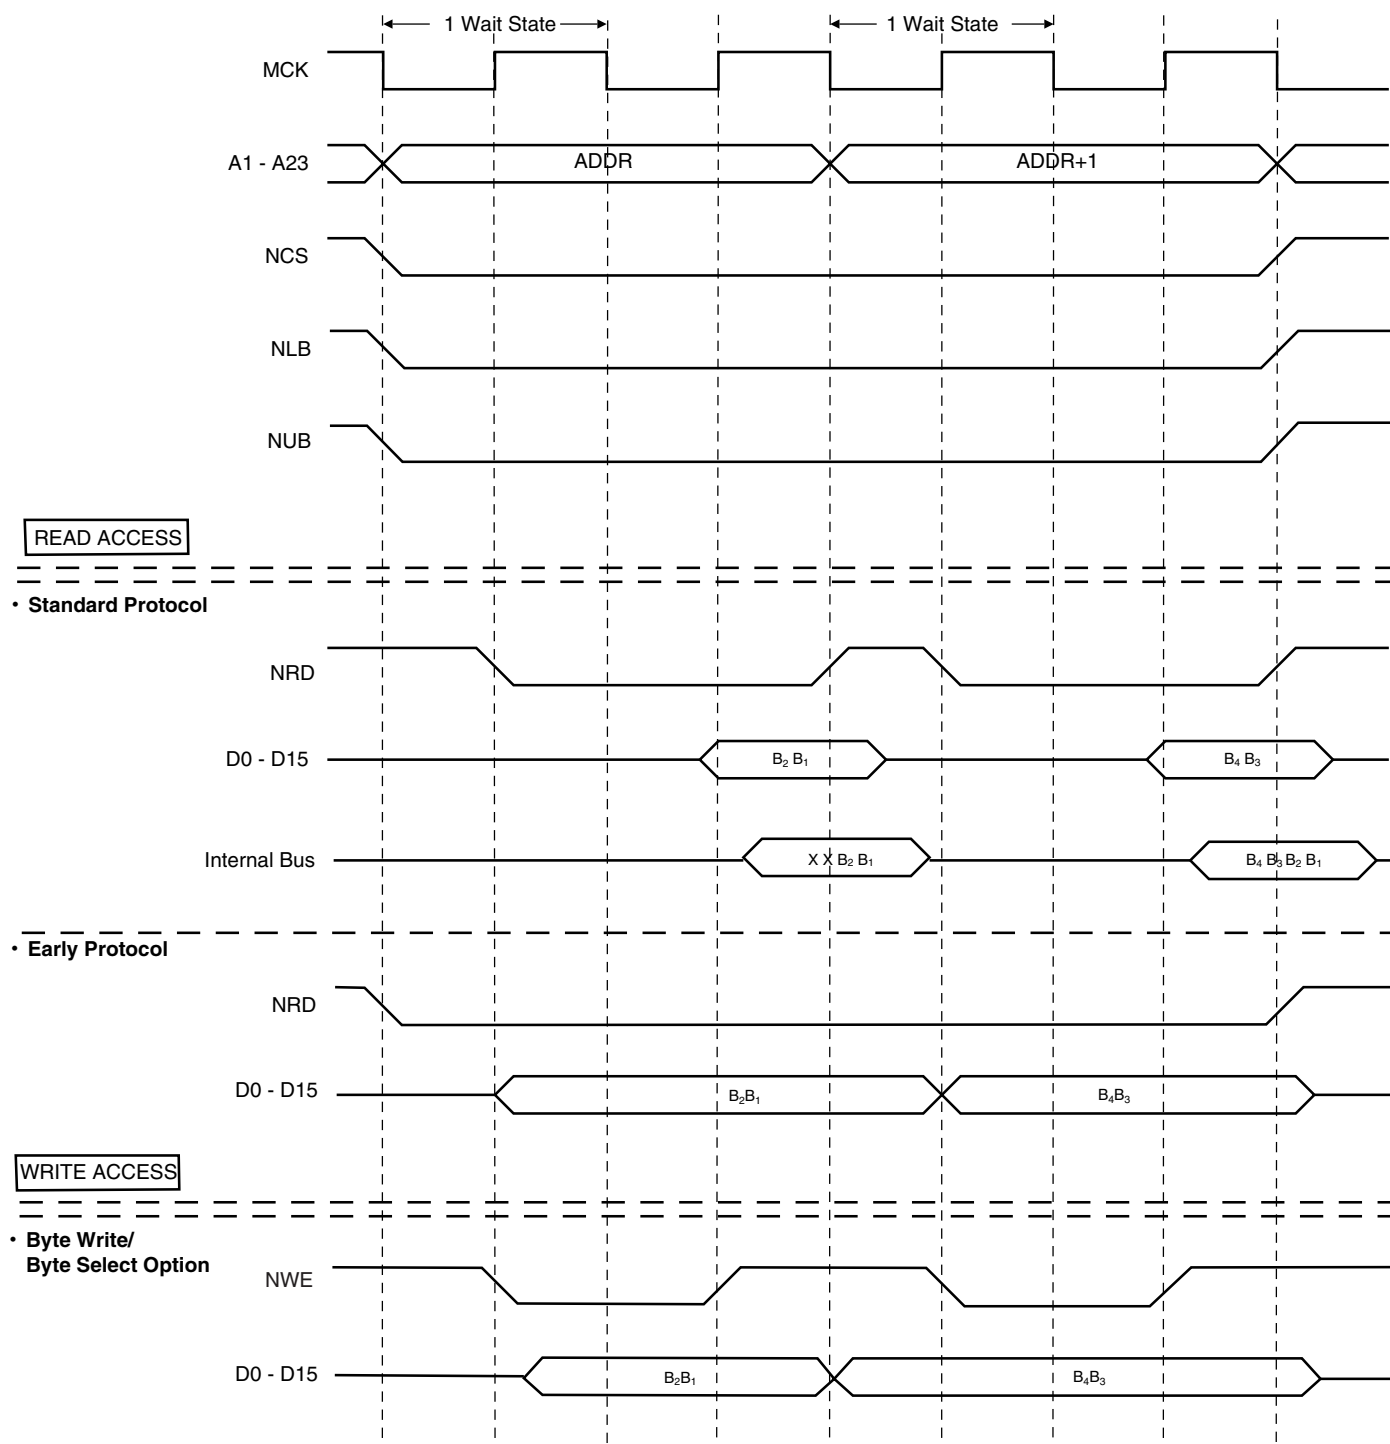 1 Wait State 1 Wait State
MCK
A1 - A23 ADDR ADDR+1
NCS
NLB
NUB
READ ACCESS
• Standard Protocol
NRD
D0 - D15 B₂ B₁ B₄ B₃
Internal Bus X X B₂ B₁ B₄ B₃ B₂ B₁
• Early Protocol
NRD
D0 - D15 B₂B₁ B₄B₃
WRITE ACCESS
• Byte Write/
Byte Select Option
NWE
D0 - D15 B₂B₁ B₄B₃